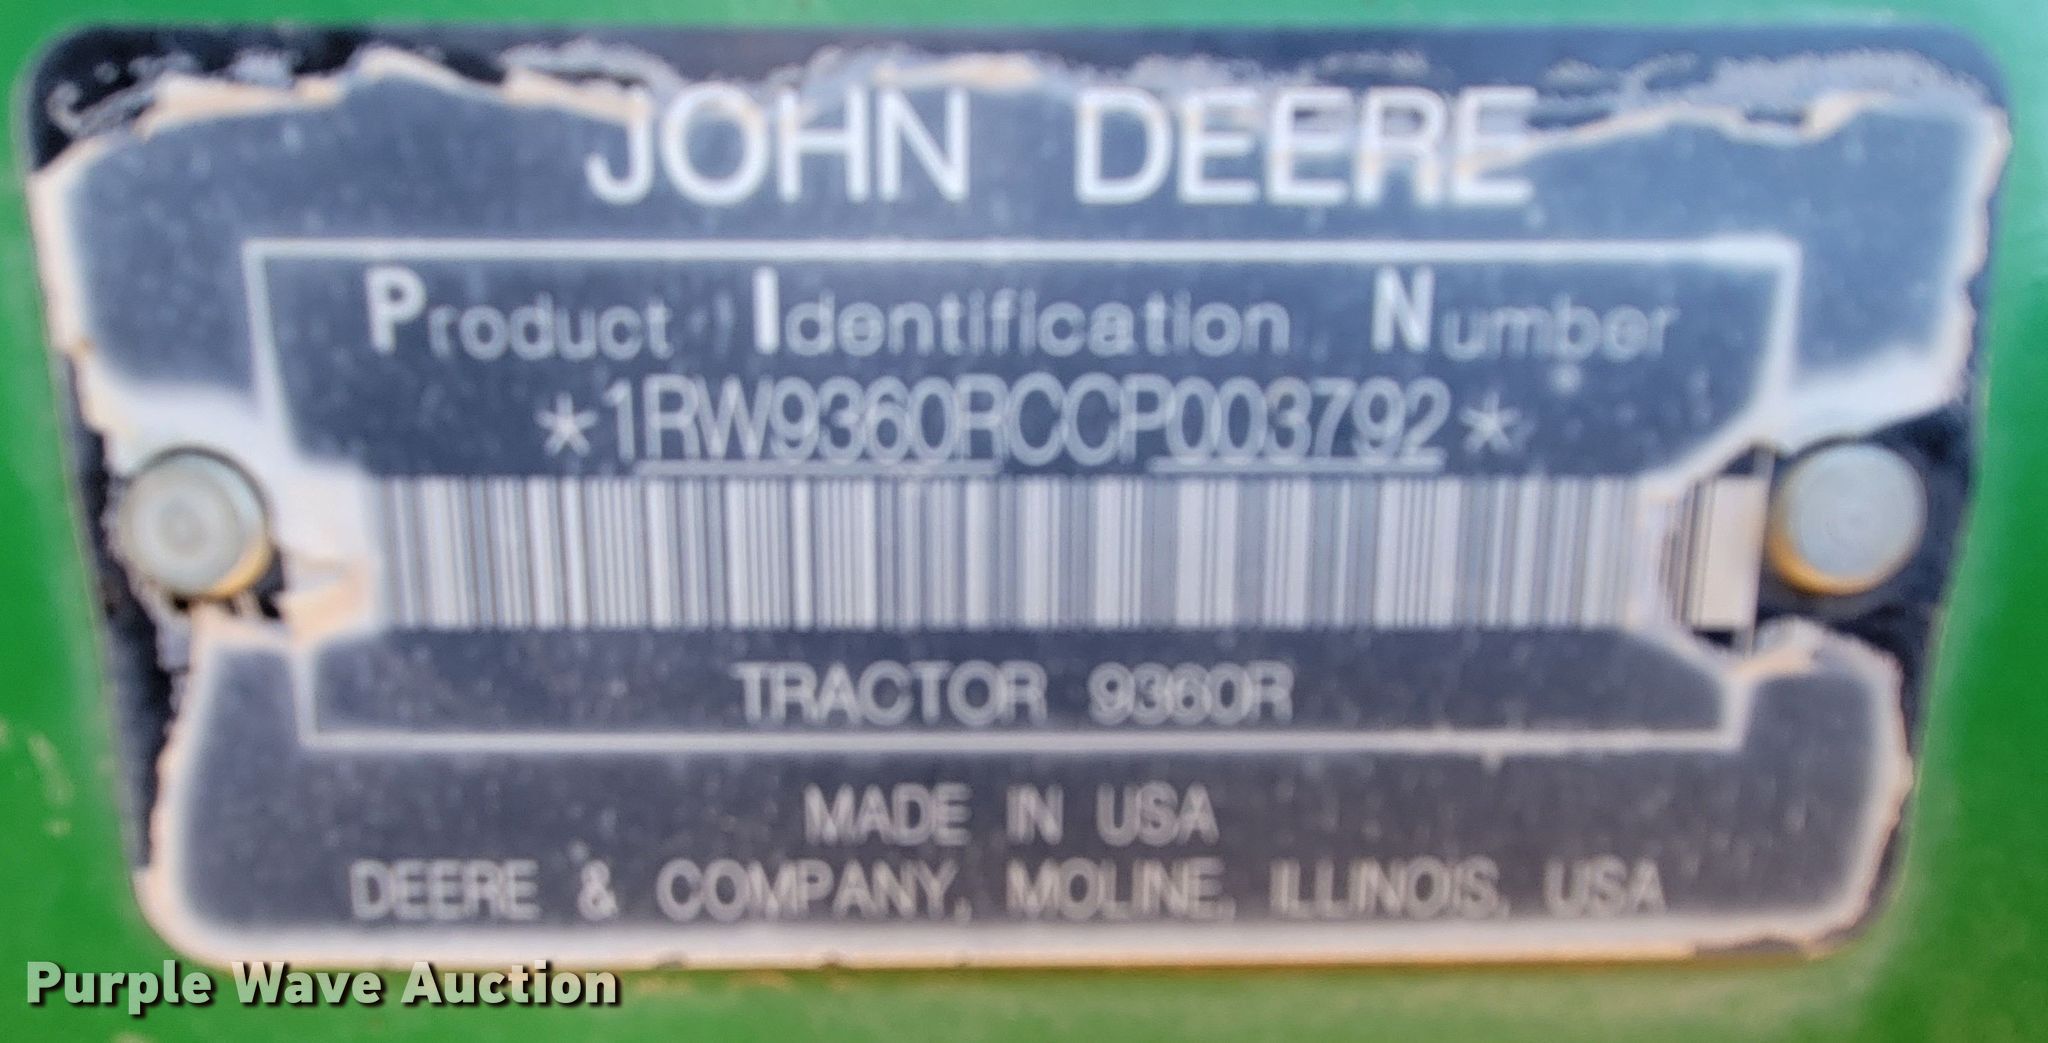 JOHN DEERE
Product Identification Number
*1RW9360RCCP003792*
TRACTOR 9360R
MADE IN USA
DEERE & COMPANY, MOLINE, ILLINOIS, USA
Purple Wave Auction